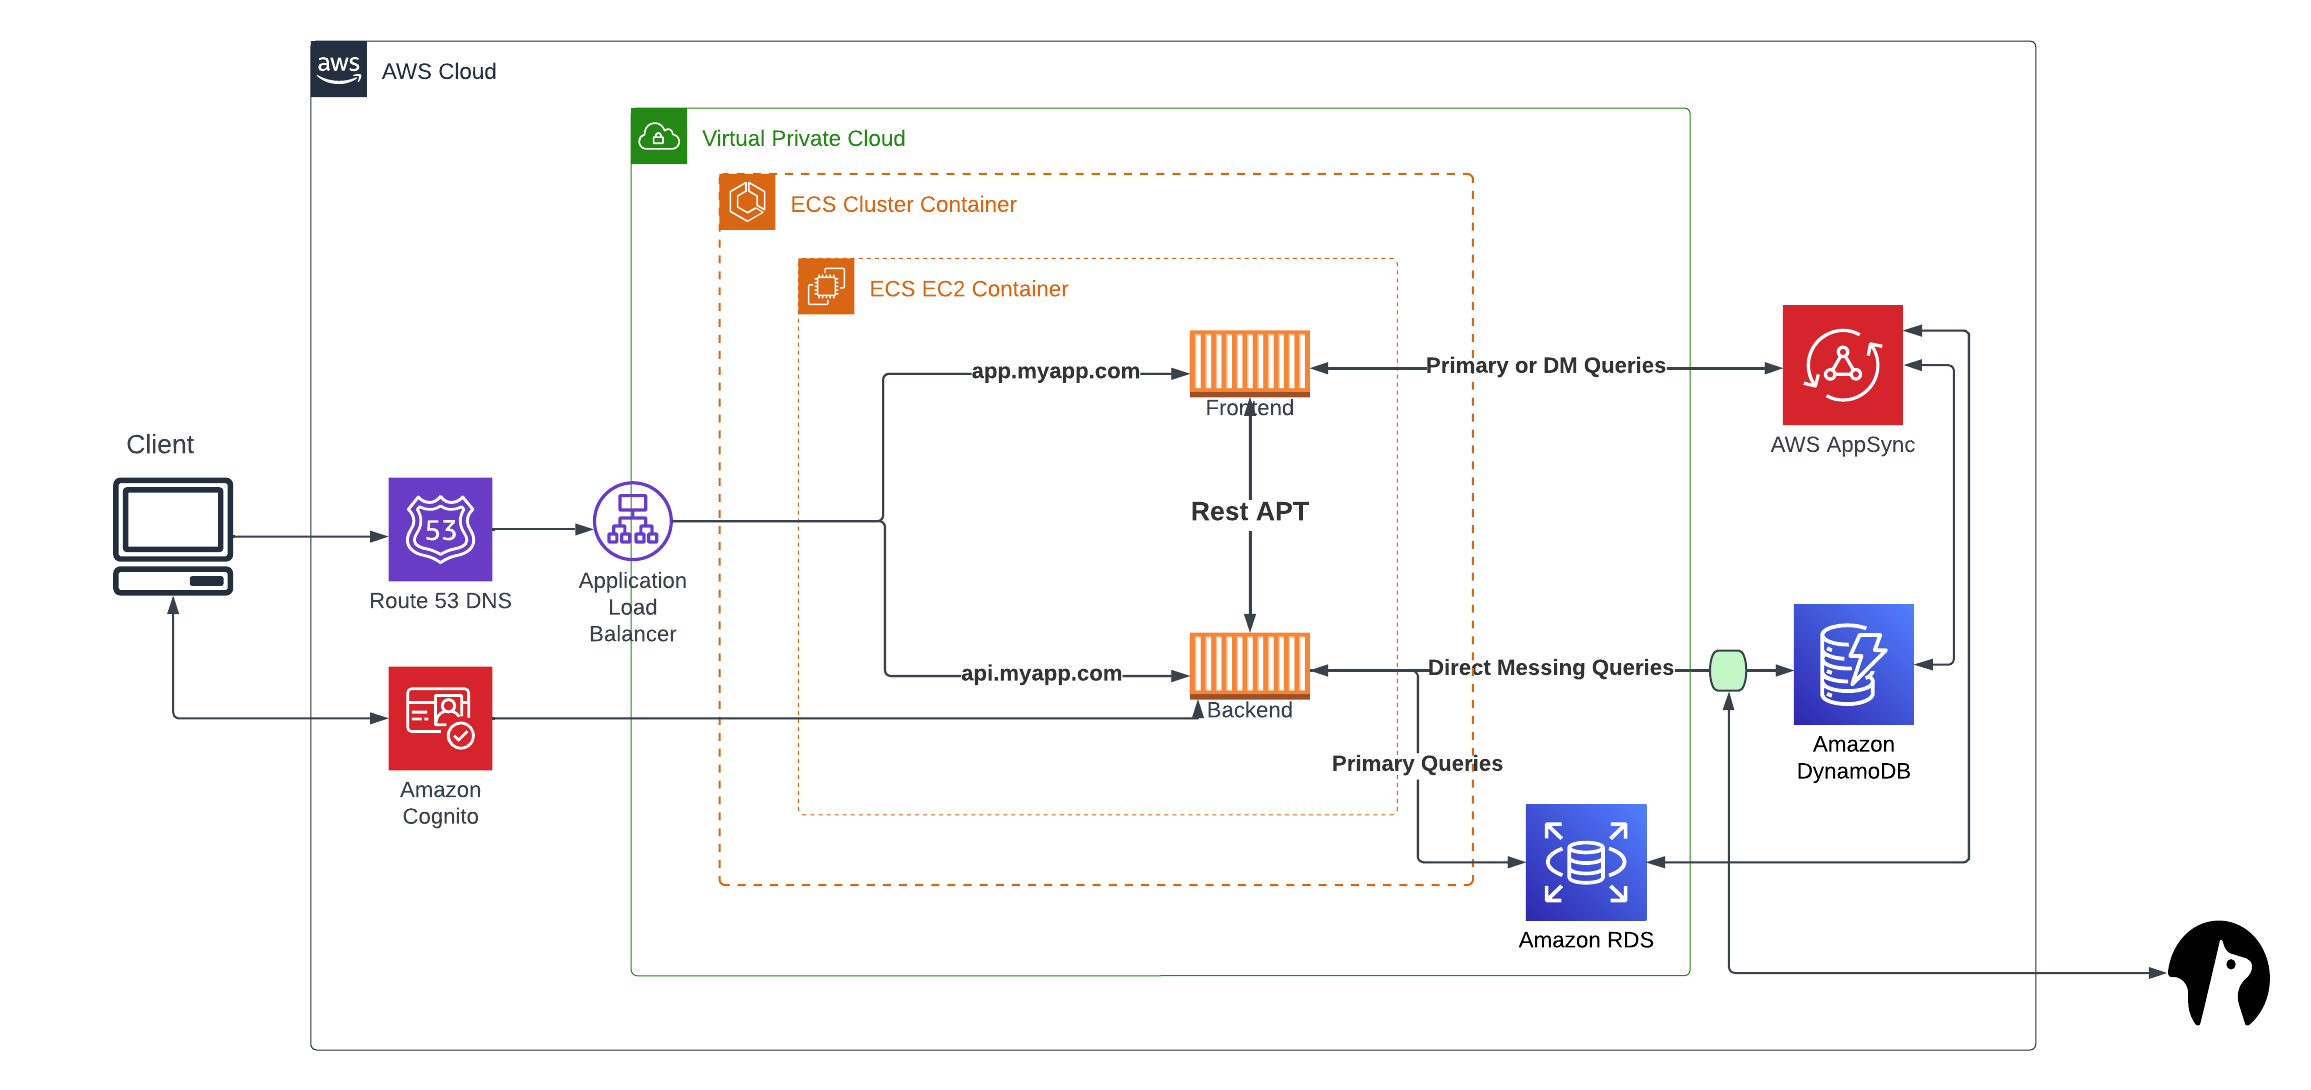 aws
AWS Cloud
Virtual Private Cloud
ECS Cluster Container
ECS EC2 Container
app.myapp.com
Frontend
Primary or DM Queries
AWS AppSync
Client
53
Route 53 DNS
Application
Load
Balancer
Rest APT
api.myapp.com
Backend
Direct Messing Queries
Amazon
DynamoDB
Primary Queries
Amazon
Cognito
Amazon RDS